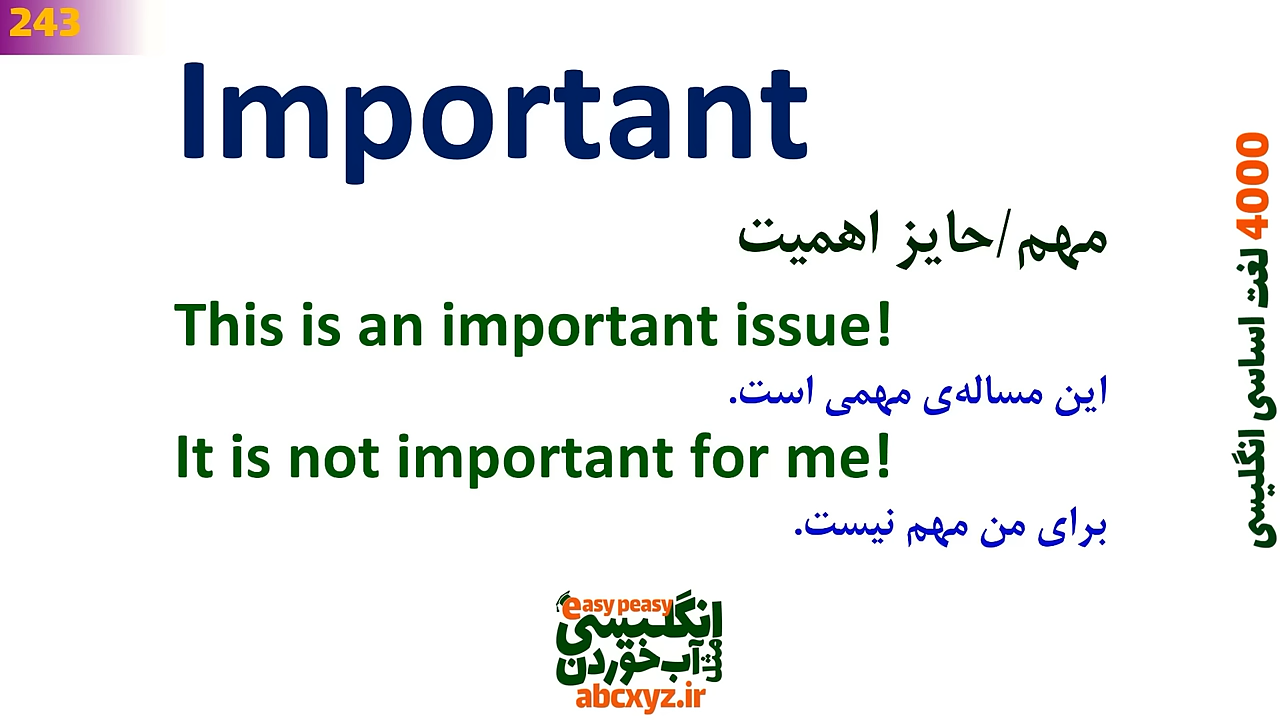 243
Important
مهم/حایز اهمیت
This is an important issue!
این مساله‌ی مهمی است.
It is not important for me!
برای من مهم نیست.
4000 لغت اساسی انگلیسی
easy peasy
انگلیسی
مثل آب خوردن
abcxyz.ir